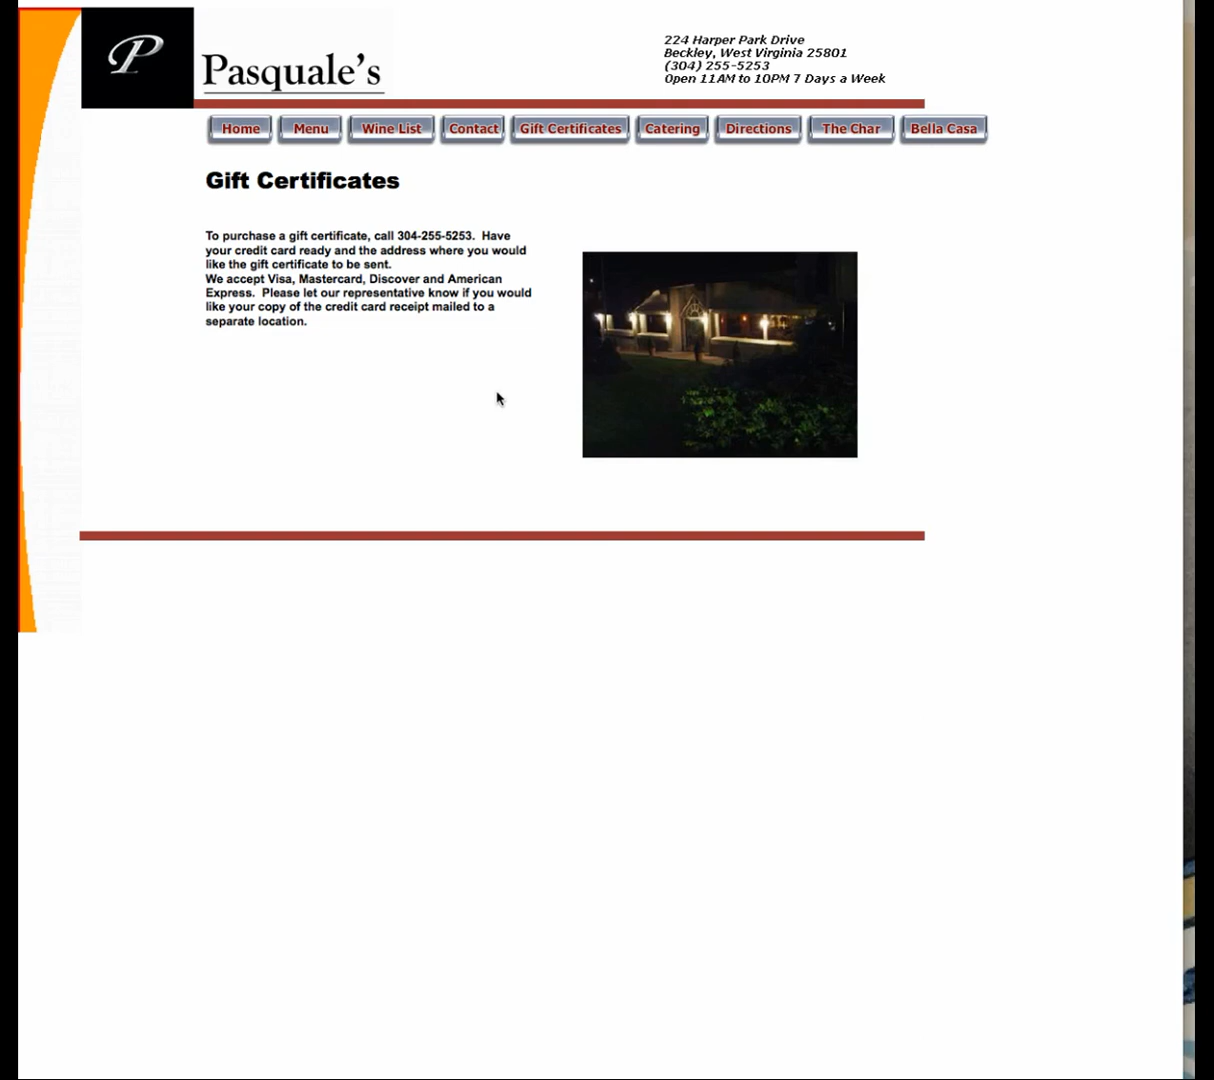 P
Pasquale's
224 Harper Park Drive
Beckley, West Virginia 25801
(304) 255-5253
Open 11AM to 10PM 7 Days a Week
Home
Menu
Wine List
Contact
Gift Certificates
Catering
Directions
The Char
Bella Casa
Gift Certificates
To purchase a gift certificate, call 304-255-5253. Have
your credit card ready and the address where you would
like the gift certificate to be sent.
We accept Visa, Mastercard, Discover and American
Express. Please let our representative know if you would
like your copy of the credit card receipt mailed to a
separate location.